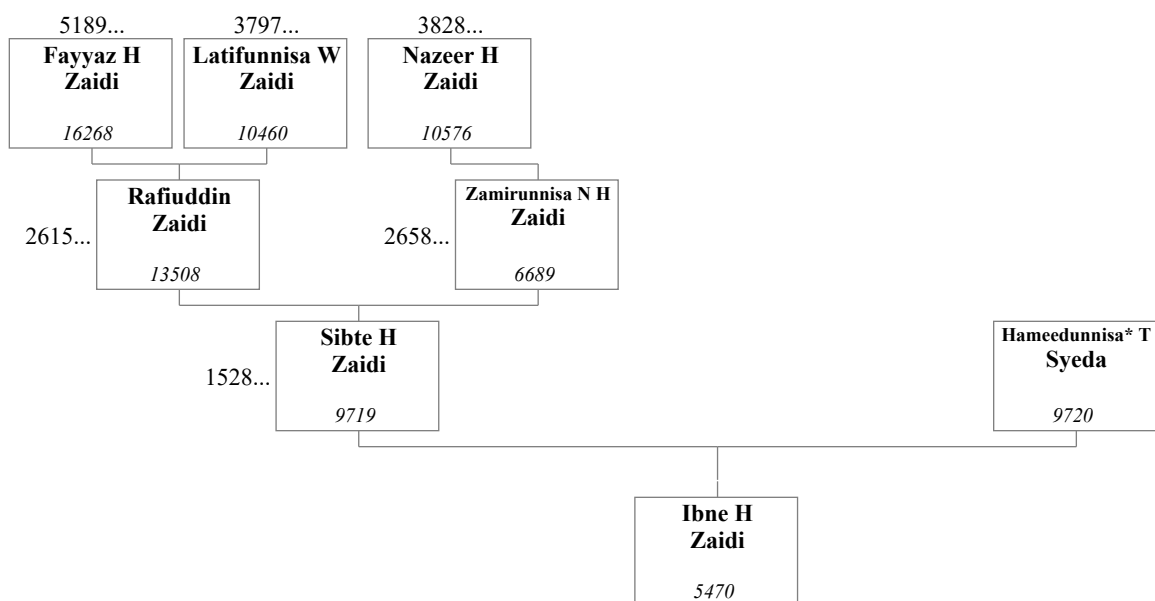 5189... 3797... 3828...
Fayyaz H Latifunnisa W Nazeer H
Zaidi Zaidi Zaidi
16268 10460 10576
Rafiuddin Zamirunnisa N H
Zaidi Zaidi
2615... 2658...
13508 6689
Sibte H Hameedunnisa* T
Zaidi Syeda
1528...
9719 9720
Ibne H
Zaidi
5470